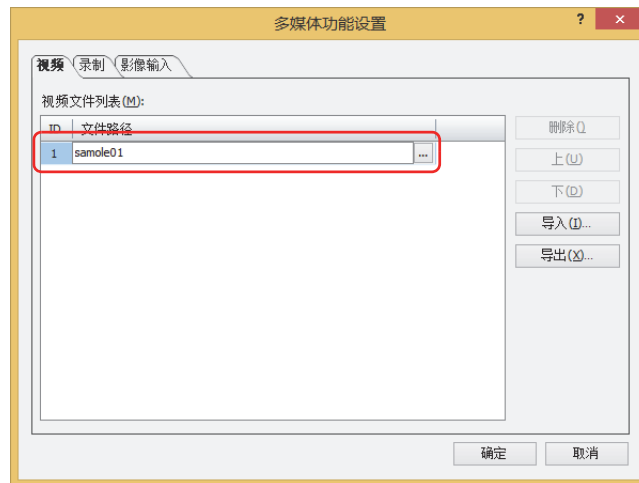 多媒体功能设置
? ×
视频 录制 影像输入
视频文件列表(M):
ID 文件路径
1 samole01 ...
删除()
上(U)
下(D)
导入(I)...
导出(X)...
确定 取消